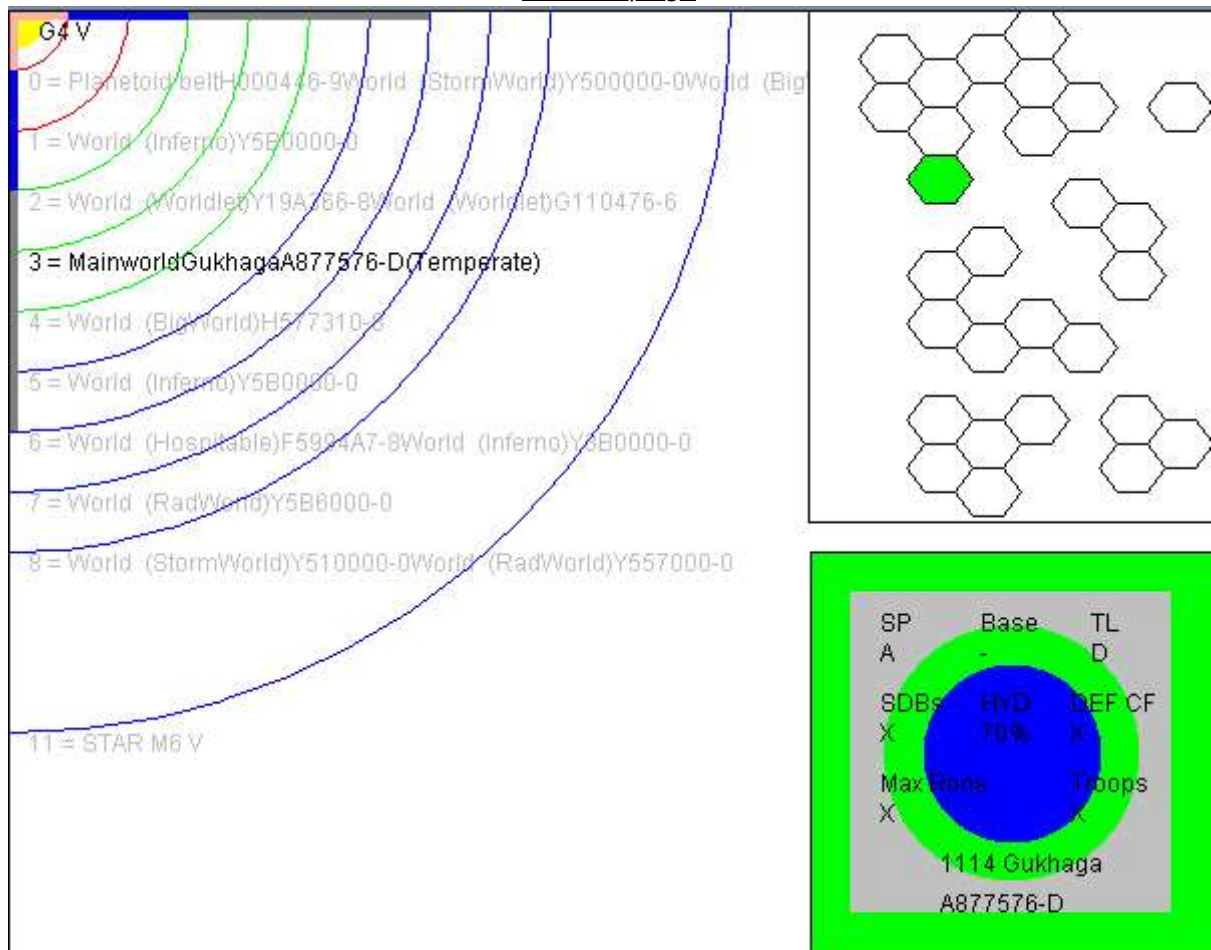 G4 V
0 = Planetoid beltH000446-9World (StormWorld)Y500000-0World (Big
1 = World (Inferno)Y5B0000-0
2 = World (Worldlet)Y19A366-8World (Worldlet)G110476-6
3 = MainworldGukhagaA877576-D(Temperate)
4 = World (BigWorld)H577310-8
5 = World (Inferno)Y5B0000-0
6 = World (Hospitable)F5994A7-8World (Inferno)Y3B0000-0
7 = World (RadWorld)Y5B6000-0
8 = World (StormWorld)Y510000-0World (RadWorld)Y557000-0
11 = STAR M6 V
SP Base TL
A - D
SDBs HYD DEF CF
X 70% X
Max Rons Troops
X X
1114 Gukhaga
A877576-D